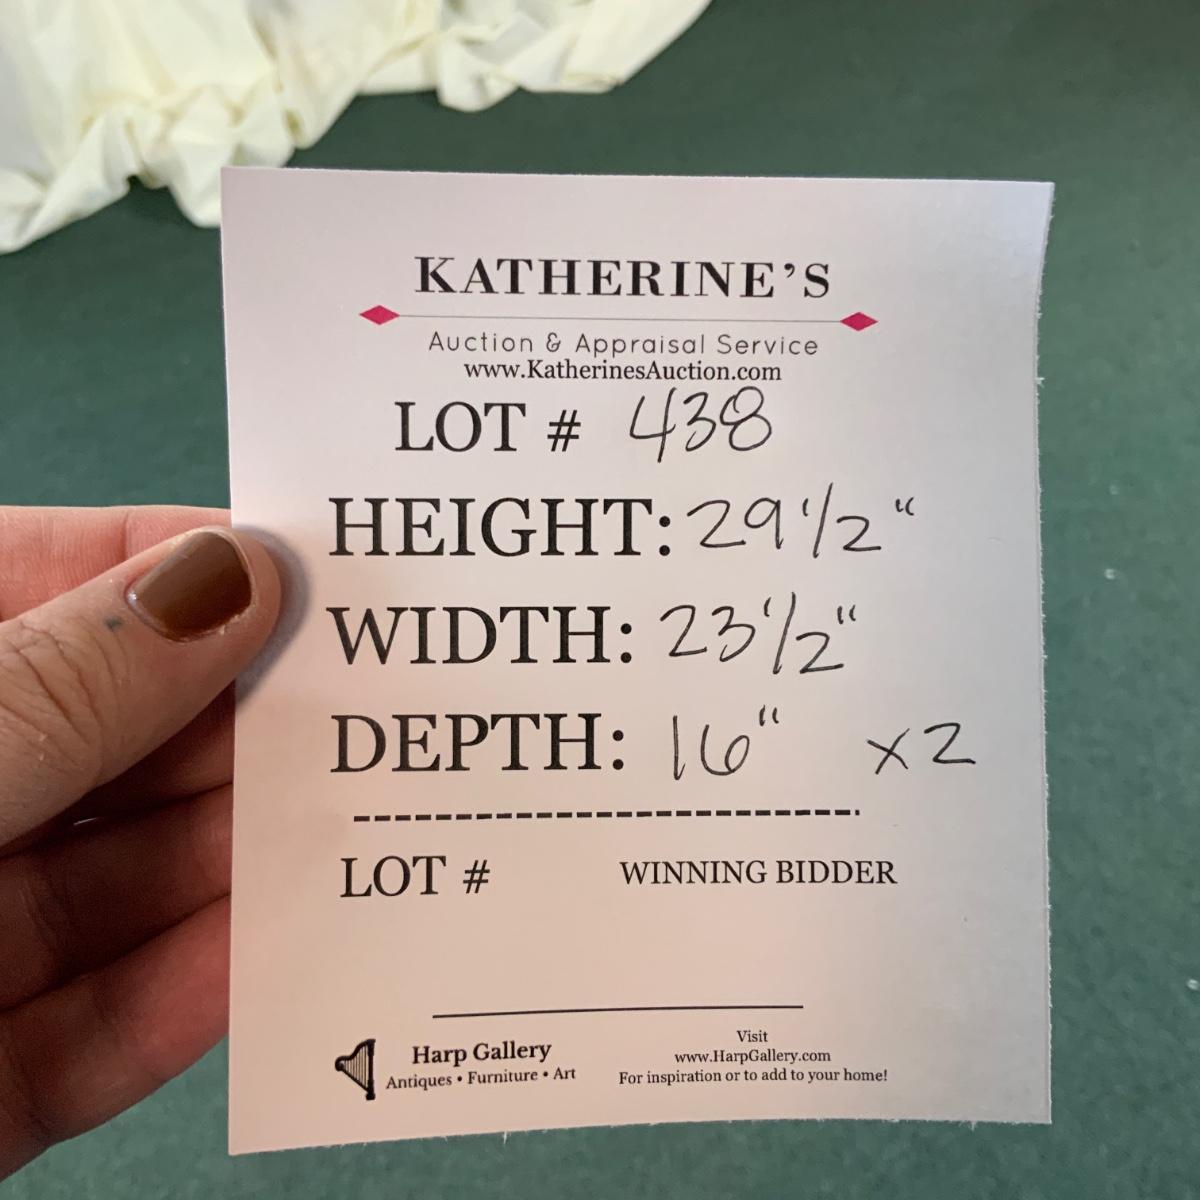 KATHERINE'S
Auction & Appraisal Service
www.KatherinesAuction.com
LOT # 438
HEIGHT: 29 1/2 "
WIDTH: 23 1/2"
DEPTH: 16" x2
LOT # WINNING BIDDER
Harp Gallery
Antiques • Furniture • Art
Visit
www.HarpGallery.com
For inspiration or to add to your home!